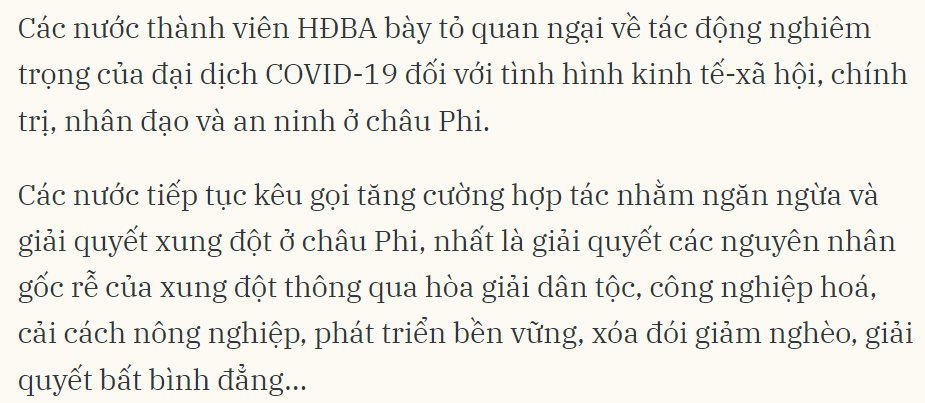 Các nước thành viên HĐBA bày tỏ quan ngại về tác động nghiêm
trọng của đại dịch COVID-19 đối với tình hình kinh tế-xã hội, chính
trị, nhân đạo và an ninh ở châu Phi.
Các nước tiếp tục kêu gọi tăng cường hợp tác nhằm ngăn ngừa và
giải quyết xung đột ở châu Phi, nhất là giải quyết các nguyên nhân
gốc rễ của xung đột thông qua hòa giải dân tộc, công nghiệp hoá,
cải cách nông nghiệp, phát triển bền vững, xóa đói giảm nghèo, giải
quyết bất bình đẳng...